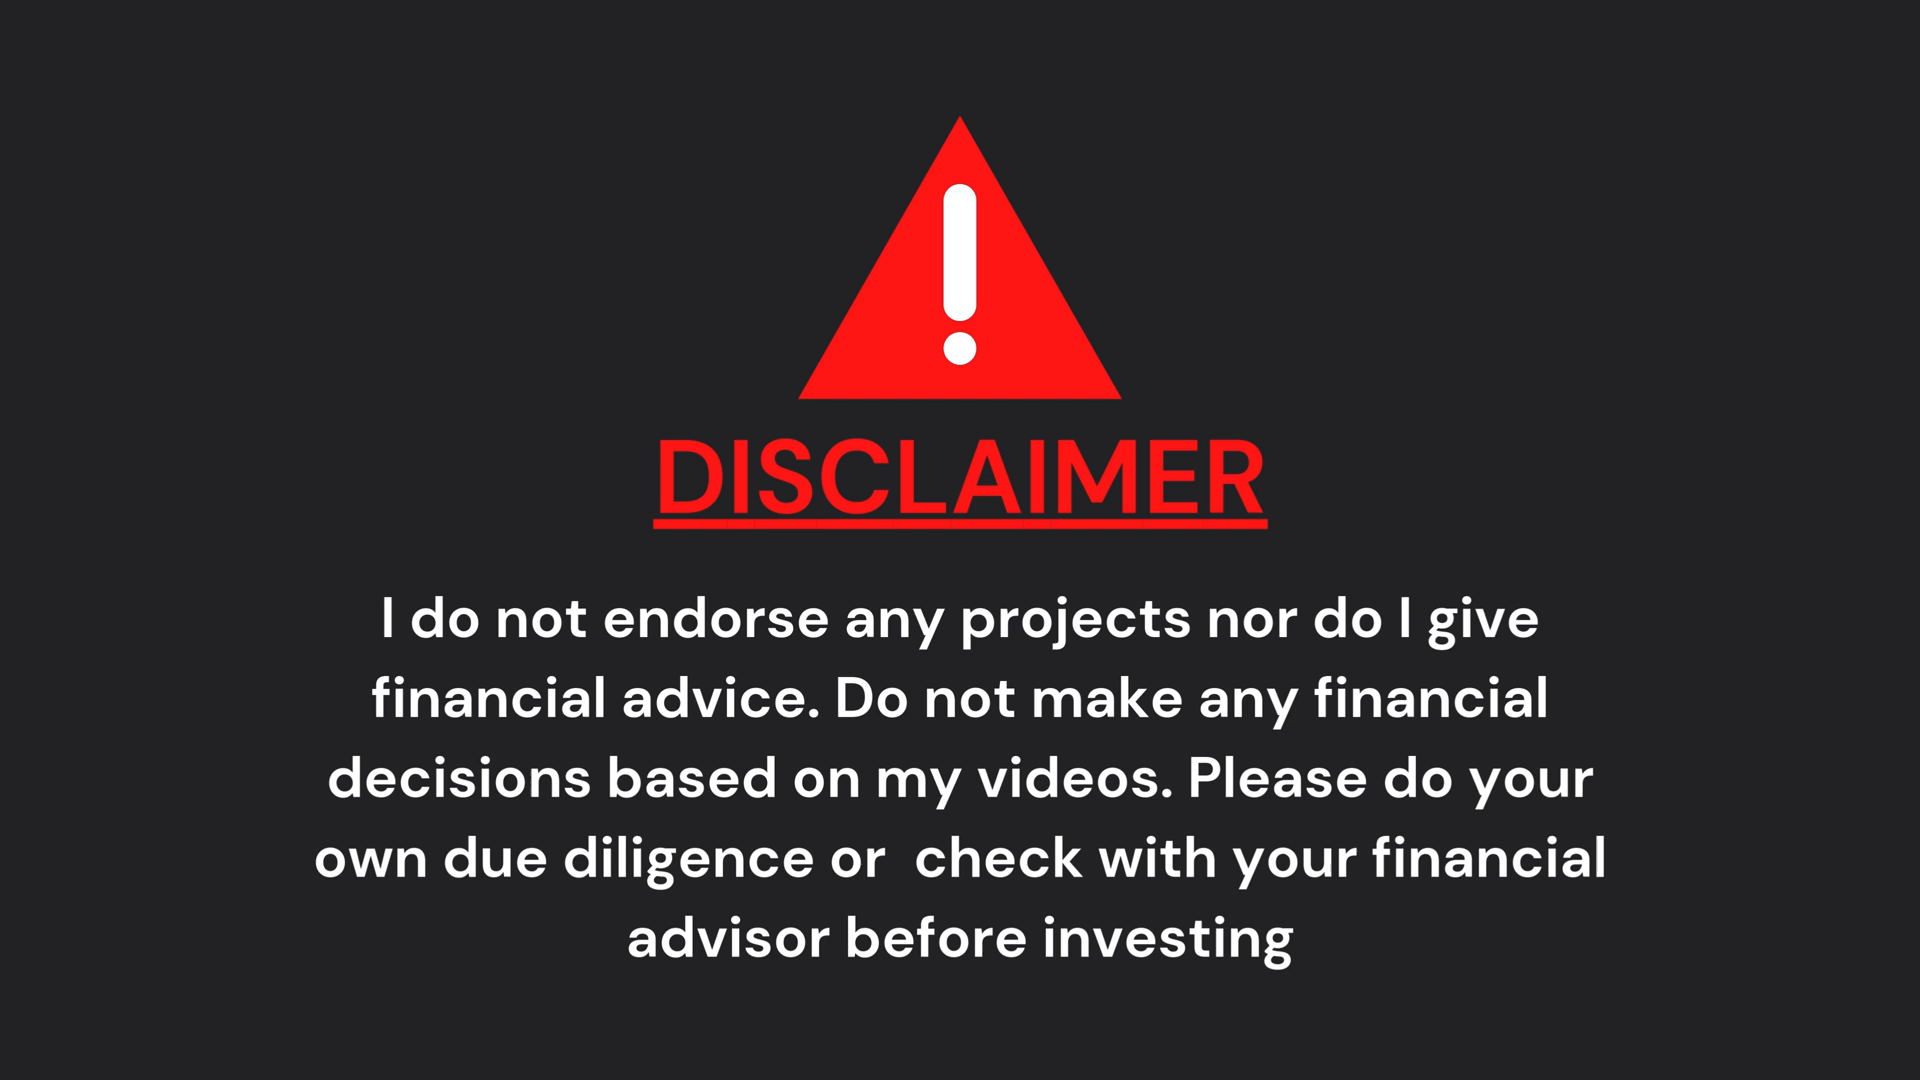 DISCLAIMER
I do not endorse any projects nor do I give
financial advice. Do not make any financial
decisions based on my videos. Please do your
own due diligence or  check with your financial
advisor before investing